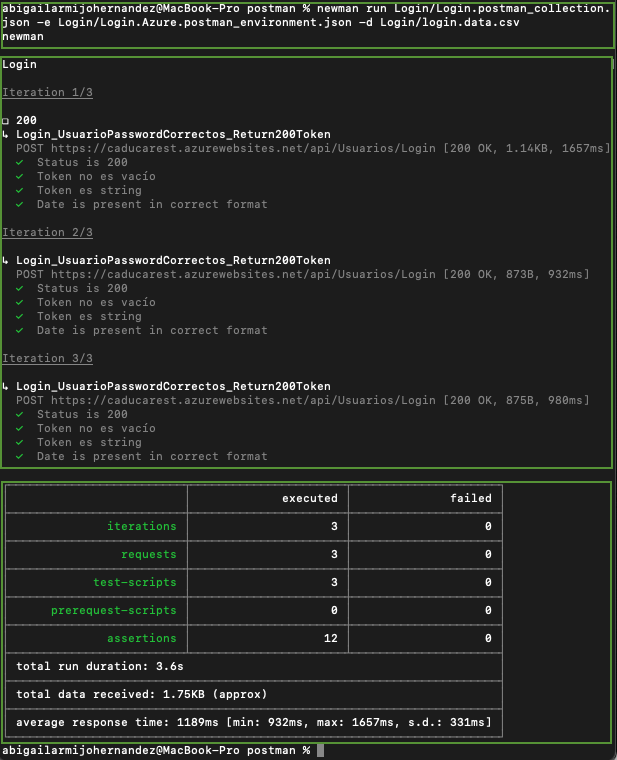 abigailarmijohernandez@MacBook-Pro postman % newman run Login/Login.postman_collection.
json -e Login/Login.Azure.postman_environment.json -d Login/login.data.csv
newman
Login
Iteration 1/3
❏ 200
↳ Login_UsuarioPasswordCorrectos_Return200Token
POST https://caducarest.azurewebsites.net/api/Usuarios/Login [200 OK, 1.14KB, 1657ms]
✓ Status is 200
✓ Token no es vacío
✓ Token es string
✓ Date is present in correct format
Iteration 2/3
↳ Login_UsuarioPasswordCorrectos_Return200Token
POST https://caducarest.azurewebsites.net/api/Usuarios/Login [200 OK, 873B, 932ms]
✓ Status is 200
✓ Token no es vacío
✓ Token es string
✓ Date is present in correct format
Iteration 3/3
↳ Login_UsuarioPasswordCorrectos_Return200Token
POST https://caducarest.azurewebsites.net/api/Usuarios/Login [200 OK, 875B, 980ms]
✓ Status is 200
✓ Token no es vacío
✓ Token es string
✓ Date is present in correct format
executed failed
iterations 3 0
requests 3 0
test-scripts 3 0
prerequest-scripts 0 0
assertions 12 0
total run duration: 3.6s
total data received: 1.75KB (approx)
average response time: 1189ms [min: 932ms, max: 1657ms, s.d.: 331ms]
abigailarmijohernandez@MacBook-Pro postman %